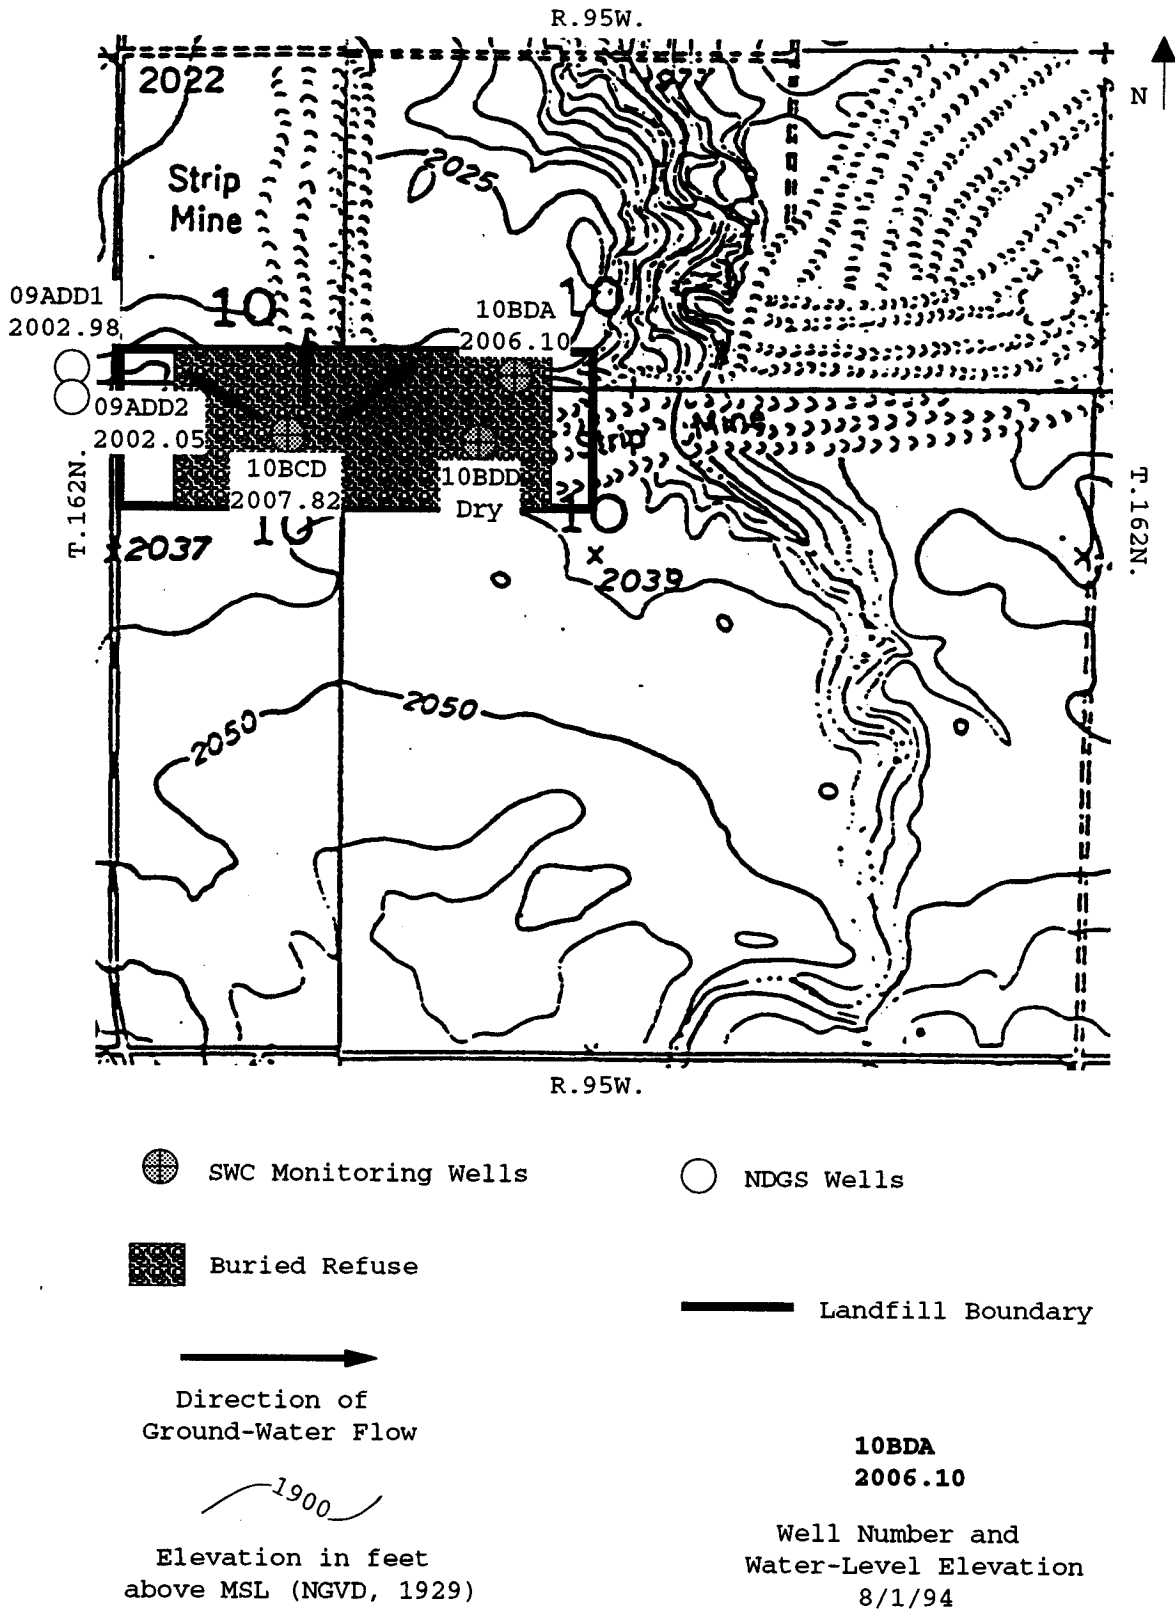 R.95W.
N
2022
2025
Strip
Mine
09ADD1
2002.98
10
10
10BDA
2006.10
09ADD2
2002.05
Strip Mine
T.162N.
10BCD
2007.82
10BDD
Dry
10
10
T.162N.
2037
2039
2050
2050
R.95W.
SWC Monitoring Wells
NDGS Wells
Buried Refuse
Landfill Boundary
Direction of
Ground-Water Flow
10BDA
2006.10
1900
Well Number and
Water-Level Elevation
8/1/94
Elevation in feet
above MSL (NGVD, 1929)